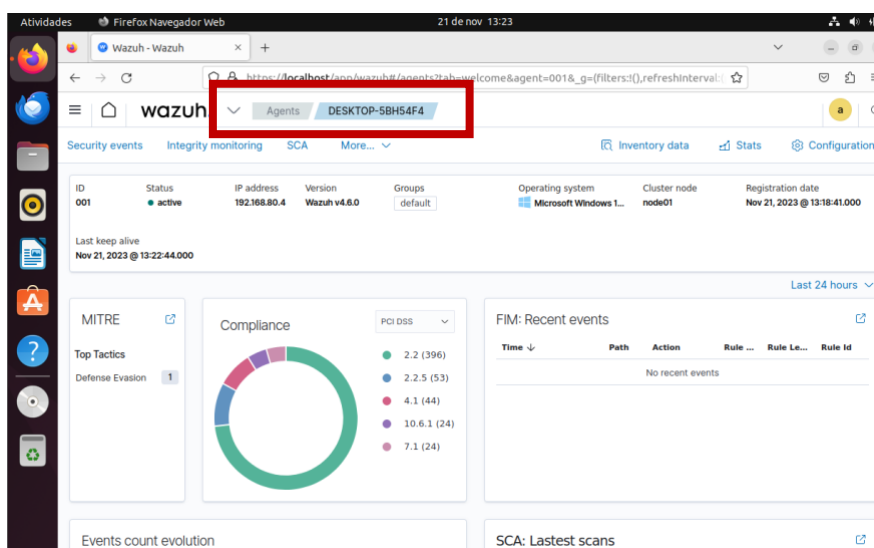 Atividades Firefox Navegador Web 21 de nov 13:23
Wazuh - Wazuh
https://localhost/app/wazuh#/agents?tab=welcome&agent=001&_g=(filters:!(),refreshInterval:(
wazuh. Agents DESKTOP-5BH54F4 a
Security events Integrity monitoring SCA More... Inventory data Stats Configuration
ID Status IP address Version Groups Operating system Cluster node Registration date
001 active 192.168.80.4 Wazuh v4.6.0 default Microsoft Windows 1... node01 Nov 21, 2023 @ 13:18:41.000
Last keep alive
Nov 21, 2023 @ 13:22:44.000
Last 24 hours
MITRE
Top Tactics
Defense Evasion 1
Compliance PCI DSS
2.2 (396)
2.2.5 (53)
4.1 (44)
10.6.1 (24)
7.1 (24)
FIM: Recent events
Time Path Action Rule ... Rule Le... Rule Id
No recent events
Events count evolution
SCA: Lastest scans